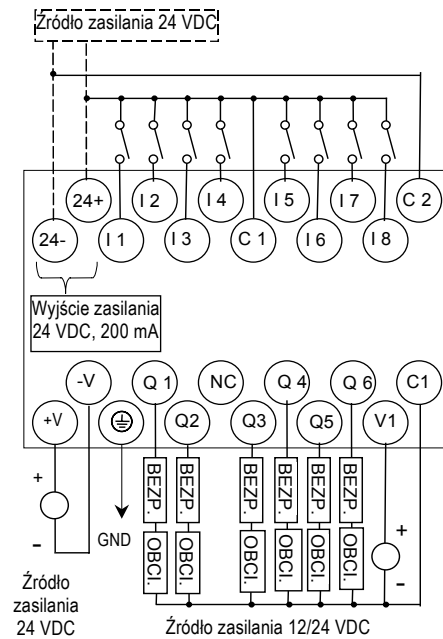 Źródło zasilania 24 VDC
24+ I 2 I 4 I 5 I 7 C 2
24- I 1 I 3 C 1 I 6 I 8
Wyjście zasilania
24 VDC, 200 mA
-V Q 1 NC Q 4 Q 6 C1
+V Q2 Q3 Q5 V1
BEZP. BEZP. BEZP. BEZP. BEZP. BEZP.
OBCI. OBCI. OBCI. OBCI. OBCI. OBCI.
+ +
- -
GND
Źródło
zasilania
24 VDC
Źródło zasilania 12/24 VDC